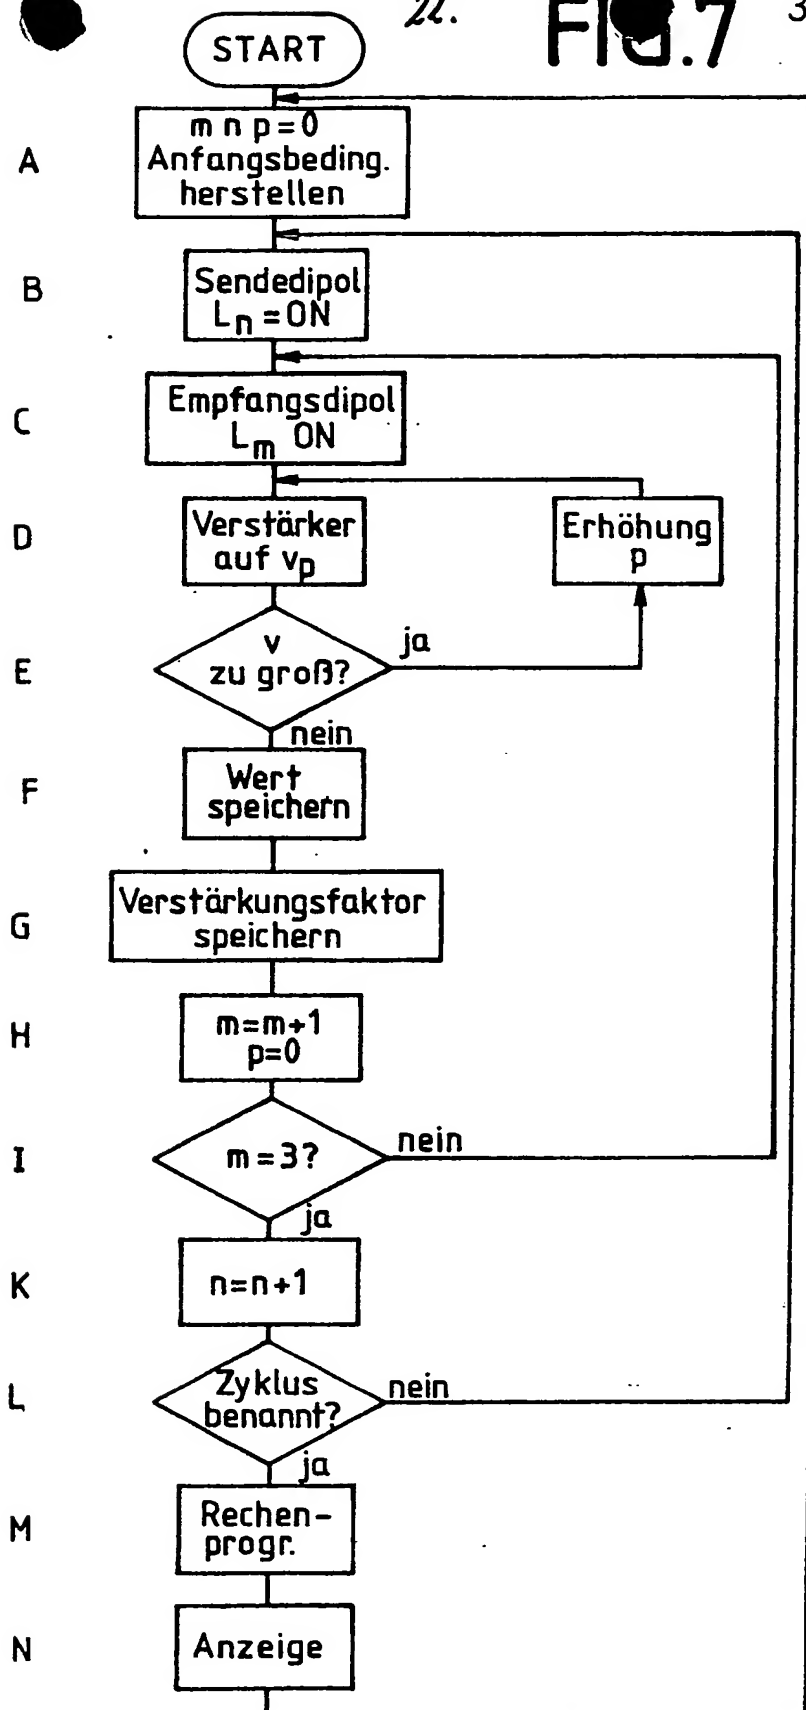 22.
FIG.7
3
START
A
m n p=0
Anfangsbeding.
herstellen
B
Sendedipol
Ln =ON
C
Empfangsdipol
Lm ON
D
Verstärker
auf vp
Erhöhung
p
E
v
zu groß?
ja
nein
F
Wert
speichern
G
Verstärkungsfaktor
speichern
H
m=m+1
p=0
I
m=3?
nein
ja
K
n=n+1
L
Zyklus
benannt?
nein
ja
M
Rechen-
progr.
N
Anzeige